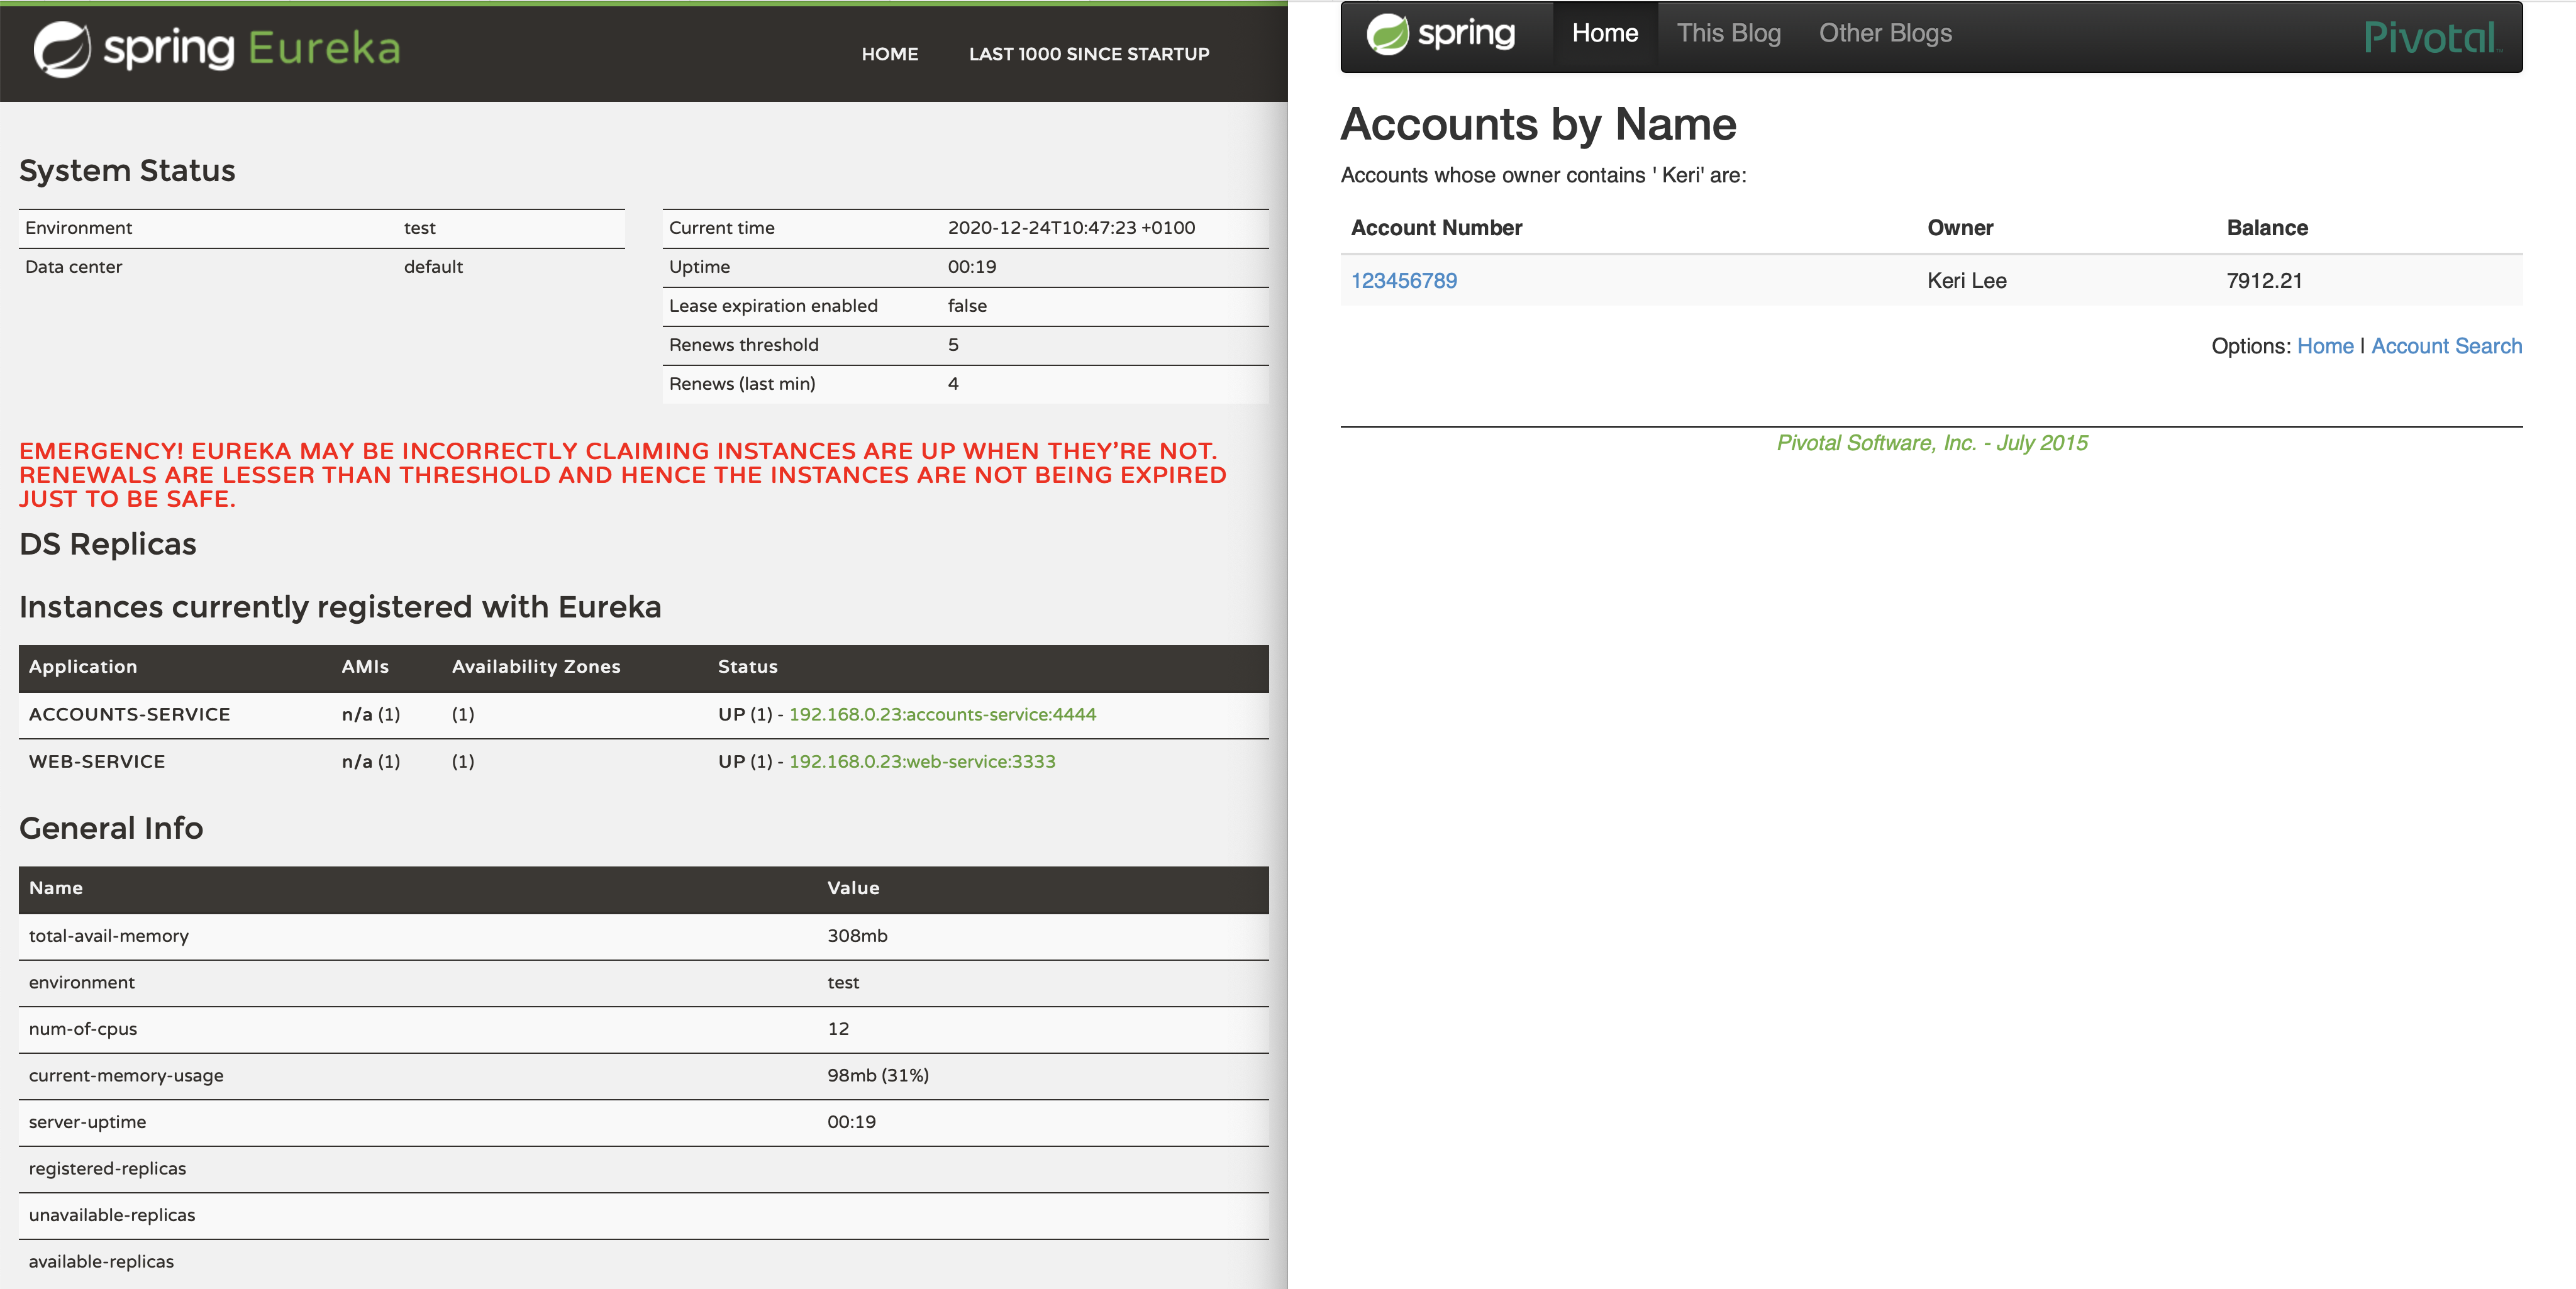 spring Eureka
HOME LAST 1000 SINCE STARTUP
System Status
Environment test
Data center default
Current time 2020-12-24T10:47:23 +0100
Uptime 00:19
Lease expiration enabled false
Renews threshold 5
Renews (last min) 4
EMERGENCY! EUREKA MAY BE INCORRECTLY CLAIMING INSTANCES ARE UP WHEN THEY'RE NOT.
RENEWALS ARE LESSER THAN THRESHOLD AND HENCE THE INSTANCES ARE NOT BEING EXPIRED
JUST TO BE SAFE.
DS Replicas
Instances currently registered with Eureka
Application AMIs Availability Zones Status
ACCOUNTS-SERVICE n/a (1) (1) UP (1) - 192.168.0.23:accounts-service:4444
WEB-SERVICE n/a (1) (1) UP (1) - 192.168.0.23:web-service:3333
General Info
Name Value
total-avail-memory 308mb
environment test
num-of-cpus 12
current-memory-usage 98mb (31%)
server-uptime 00:19
registered-replicas
unavailable-replicas
available-replicas
spring Home This Blog Other Blogs Pivotal
Accounts by Name
Accounts whose owner contains ' Keri' are:
Account Number Owner Balance
123456789 Keri Lee 7912.21
Options: Home | Account Search
Pivotal Software, Inc. - July 2015